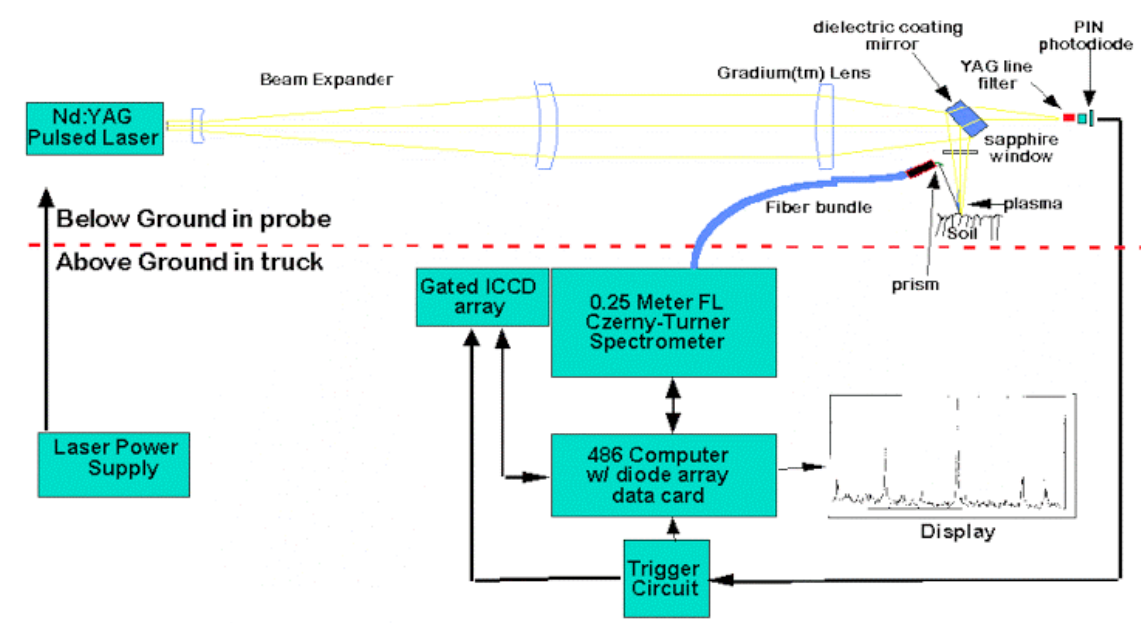 dielectric coating
mirror
PIN
photodiode
Beam Expander
Gradium(tm) Lens
YAG line
filter
Nd:YAG
Pulsed Laser
sapphire
window
Fiber bundle
plasma
Soil
Below Ground in probe
Above Ground in truck
prism
Gated ICCD
array
0.25 Meter FL
Czerny-Turner
Spectrometer
Laser Power
Supply
486 Computer
w/ diode array
data card
Display
Trigger
Circuit